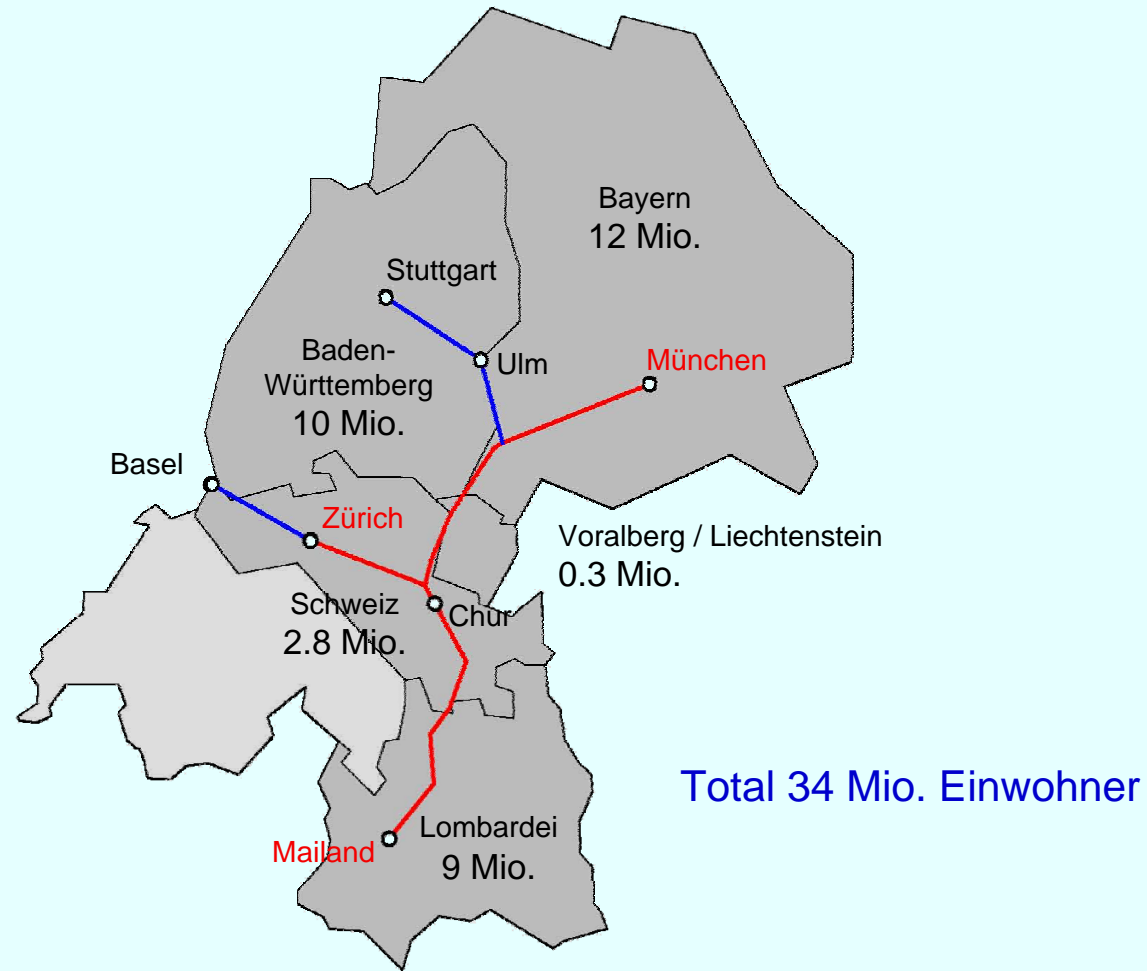 Bayern
12 Mio.
Stuttgart
Baden-
Württemberg
10 Mio.
Ulm
München
Basel
Zürich
Voralberg / Liechtenstein
0.3 Mio.
Schweiz
2.8 Mio.
Chur
Total 34 Mio. Einwohner
Lombardei
9 Mio.
Mailand